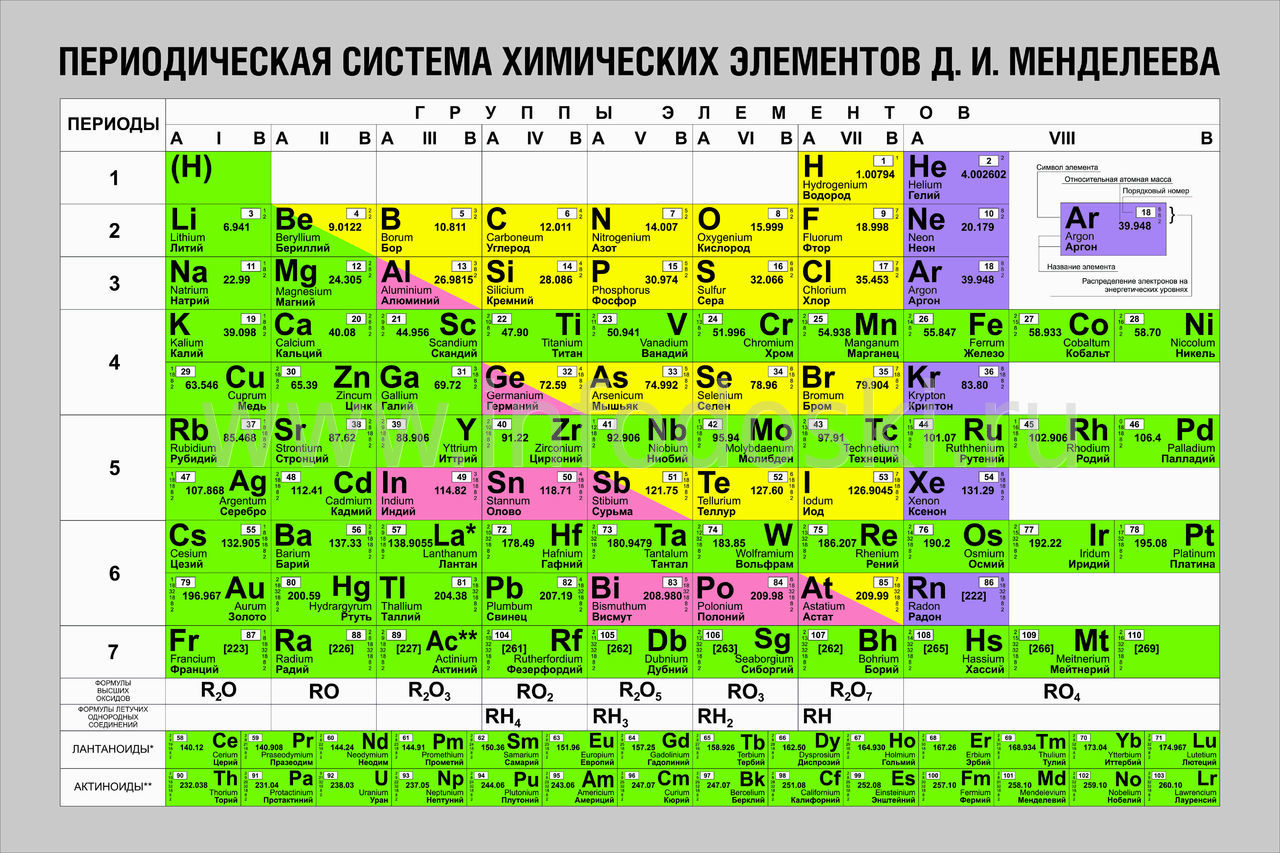 ПЕРИОДИЧЕСКАЯ СИСТЕМА ХИМИЧЕСКИХ ЭЛЕМЕНТОВ Д. И. МЕНДЕЛЕЕВА
ПЕРИОДЫ
ГРУППЫ ЭЛЕМЕНТОВ
A I B A II B A III B A IV B A V B A VI B A VII B A VIII B
1
(H)
H 1 1.00794 Hydrogenium Водород
He 2 4.002602 Helium Гелий
Символ элемента
Относительная атомная масса
Порядковый номер
Ar 18 39.948 Argon Аргон
Название элемента
Распределение электронов на
энергетических уровнях
2
Li 3 6.941 Lithium Литий
Be 4 9.0122 Beryllium Бериллий
B 5 10.811 Borum Бор
C 6 12.011 Carboneum Углерод
N 7 14.007 Nitrogenium Азот
O 8 15.999 Oxygenium Кислород
F 9 18.998 Fluorum Фтор
Ne 10 20.179 Neon Неон
3
Na 11 22.99 Natrium Натрий
Mg 12 24.305 Magnesium Магний
Al 13 26.9815 Aluminium Алюминий
Si 14 28.086 Silicium Кремний
P 15 30.974 Phosphorus Фосфор
S 16 32.066 Sulfur Сера
Cl 17 35.453 Chlorium Хлор
Ar 18 39.948 Argon Аргон
4
K 19 39.098 Kalium Калий
Ca 20 40.08 Calcium Кальций
21 44.956 Sc Scandium Скандий
22 47.90 Ti Titanium Титан
23 50.941 V Vanadium Ванадий
24 51.996 Cr Chromium Хром
25 54.938 Mn Manganum Марганец
26 55.847 Fe Ferrum Железо
27 58.933 Co Cobaltum Кобальт
28 58.70 Ni Niccolum Никель
29 63.546 Cu Cuprum Медь
30 65.39 Zn Zincum Цинк
Ga 31 69.72 Gallium Галий
Ge 32 72.59 Germanium Германий
As 33 74.992 Arsenicum Мышьяк
Se 34 78.96 Selenium Селен
Br 35 79.904 Bromum Бром
Kr 36 83.80 Krypton Криптон
5
Rb 37 85.468 Rubidium Рубидий
Sr 38 87.62 Strontium Стронций
39 88.906 Y Yttrium Иттрий
40 91.22 Zr Zirconium Цирконий
41 92.906 Nb Niobium Ниобий
42 95.94 Mo Molybdaenum Молибден
43 97.91 Tc Technetium Технеций
44 101.07 Ru Ruthenium Рутений
45 102.906 Rh Rhodium Родий
46 106.4 Pd Palladium Палладий
47 107.868 Ag Argentum Серебро
48 112.41 Cd Cadmium Кадмий
In 49 114.82 Indium Индий
Sn 50 118.71 Stannum Олово
Sb 51 121.75 Stibium Сурьма
Te 52 127.60 Tellurium Теллур
I 53 126.9045 Iodum Иод
Xe 54 131.29 Xenon Ксенон
6
Cs 55 132.905 Cesium Цезий
Ba 56 137.33 Barium Барий
57 138.9055 La* Lanthanum Лантан
72 178.49 Hf Hafnium Гафний
73 180.9479 Ta Tantalum Тантал
74 183.85 W Wolframium Вольфрам
75 186.207 Re Rhenium Рений
76 190.2 Os Osmium Осмий
77 192.22 Ir Iridium Иридий
78 195.08 Pt Platinum Платина
79 196.967 Au Aurum Золото
80 200.59 Hg Hydrargyrum Ртуть
Tl 81 204.38 Thallium Таллий
Pb 82 207.19 Plumbum Свинец
Bi 83 208.980 Bismuthum Висмут
Po 84 209.98 Polonium Полоний
At 85 209.99 Astatium Астат
Rn 86 [222] Radon Радон
7
Fr 87 [223] Francium Франций
Ra 88 [226] Radium Радий
89 [227] Ac** Actinium Актиний
104 [261] Rf Rutherfordium Резерфордий
105 [262] Db Dubnium Дубний
106 [263] Sg Seaborgium Сиборгий
107 [262] Bh Bohrium Борий
108 [265] Hs Hassium Хассий
109 [266] Mt Meitnerium Мейтнерий
110 [269]
ФОРМУЛЫ
ВЫСШИХ
ОКСИДОВ
R₂O RO R₂O₃ RO₂ R₂O₅ RO₃ R₂O₇ RO₄
ФОРМУЛЫ ЛЕТУЧИХ
ОДНОРОДНЫХ
СОЕДИНЕНИЙ
RH₄ RH₃ RH₂ RH
ЛАНТАНОИДЫ*
58 140.12 Ce Cerium Церий
59 140.908 Pr Praseodymium Празеодим
60 144.24 Nd Neodymium Неодим
61 144.91 Pm Promethium Прометий
62 150.36 Sm Samarium Самарий
63 151.96 Eu Europium Европий
64 157.25 Gd Gadolinium Гадолиний
65 158.926 Tb Terbium Тербий
66 162.50 Dy Dysprosium Диспрозий
67 164.930 Ho Holmium Гольмий
68 167.26 Er Erbium Эрбий
69 168.934 Tm Thulium Тулий
70 173.04 Yb Ytterbium Иттербий
71 174.967 Lu Lutetium Лютеций
АКТИНОИДЫ**
90 232.038 Th Thorium Торий
91 231.04 Pa Protactinium Протактиний
92 238.03 U Uranium Уран
93 237.05 Np Neptunium Нептуний
94 244.06 Pu Plutonium Плутоний
95 243.06 Am Americium Америций
96 247.07 Cm Curium Кюрий
97 247.07 Bk Bercelium Берклий
98 251.08 Cf Californium Калифорний
99 252.08 Es Einsteinium Энштейний
100 257.10 Fm Fermium Фермий
101 258.10 Md Mendelevium Менделевий
102 259.10 No Nobelium Нобелий
103 260.10 Lr Lawrencium Лауренсий